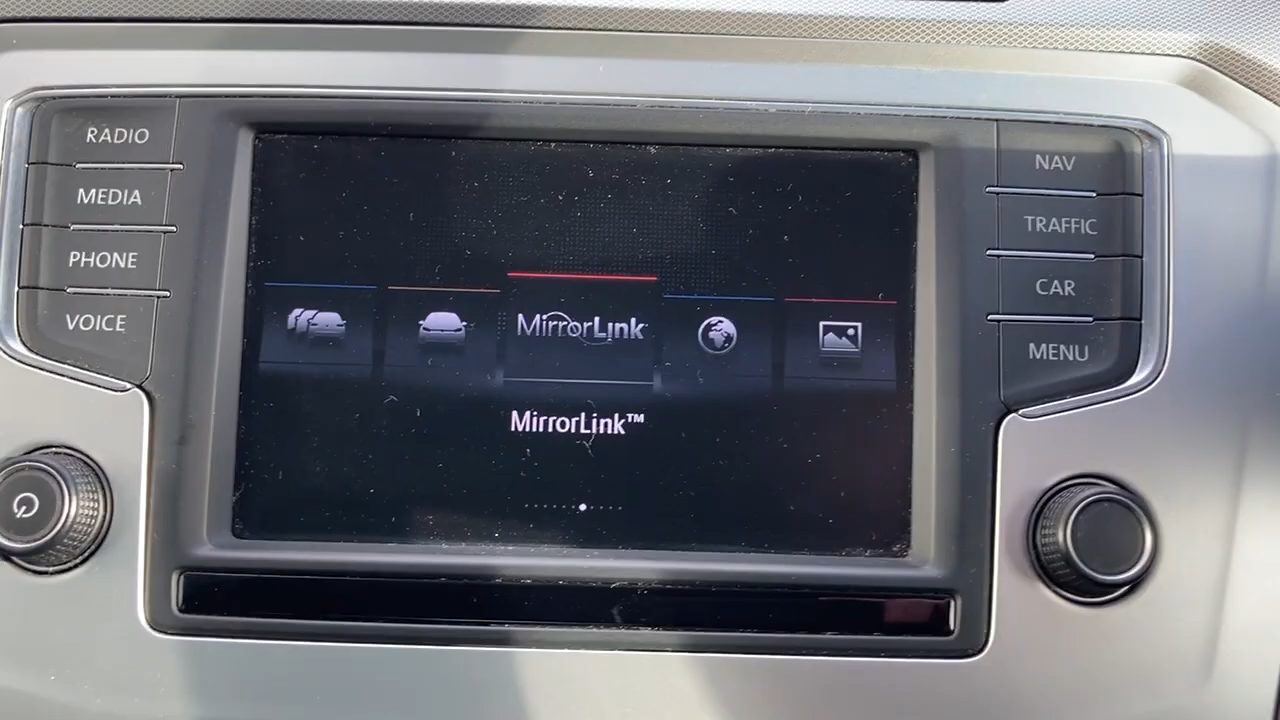 RADIO
MEDIA
PHONE
VOICE
MirrorLink
MirrorLink™
NAV
TRAFFIC
CAR
MENU